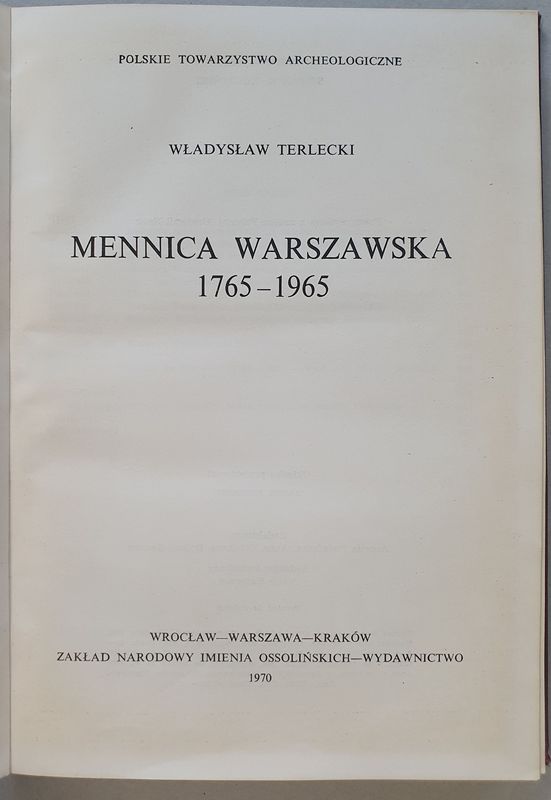 POLSKIE TOWARZYSTWO ARCHEOLOGICZNE
WŁADYSŁAW TERLECKI
MENNICA WARSZAWSKA
1765–1965
WROCŁAW—WARSZAWA—KRAKÓW
ZAKŁAD NARODOWY IMIENIA OSSOLIŃSKICH—WYDAWNICTWO
1970